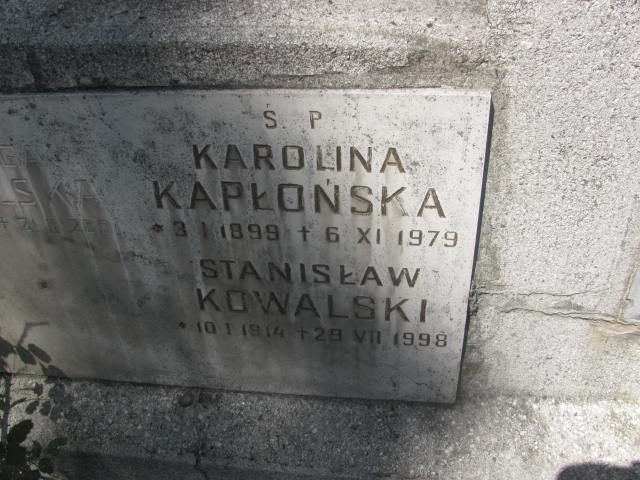 S P
KAROLINA
KAPŁOŃSKA
* 3 I 1899 + 6 XI 1979
STANISŁAW
KOWALSKI
* 10 I 1914 + 29 VII 1998